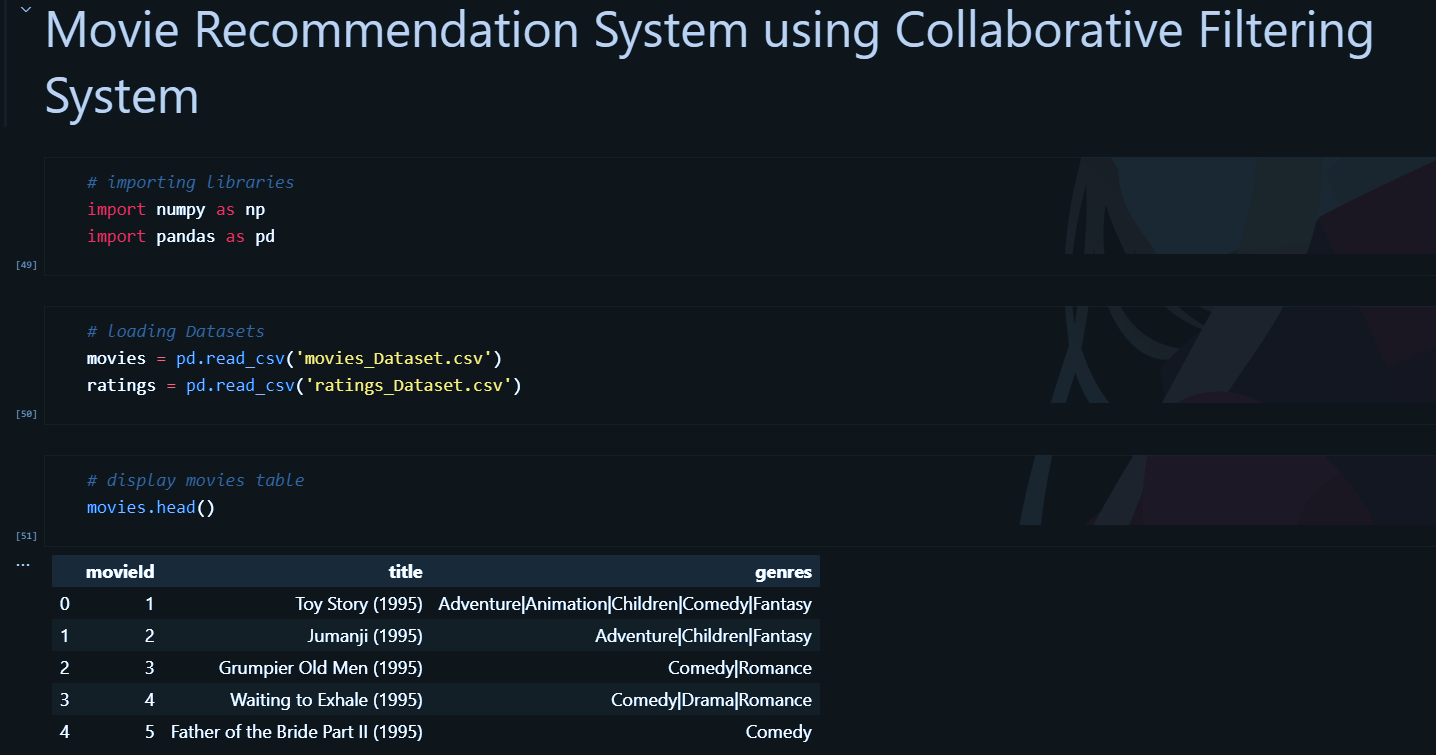 Movie Recommendation System using Collaborative Filtering
System
# importing libraries
import numpy as np
import pandas as pd
[49]
# loading Datasets
movies = pd.read_csv('movies_Dataset.csv')
ratings = pd.read_csv('ratings_Dataset.csv')
[50]
# display movies table
movies.head()
[51]
...
movieId title genres
0 1 Toy Story (1995) Adventure|Animation|Children|Comedy|Fantasy
1 2 Jumanji (1995) Adventure|Children|Fantasy
2 3 Grumpier Old Men (1995) Comedy|Romance
3 4 Waiting to Exhale (1995) Comedy|Drama|Romance
4 5 Father of the Bride Part II (1995) Comedy